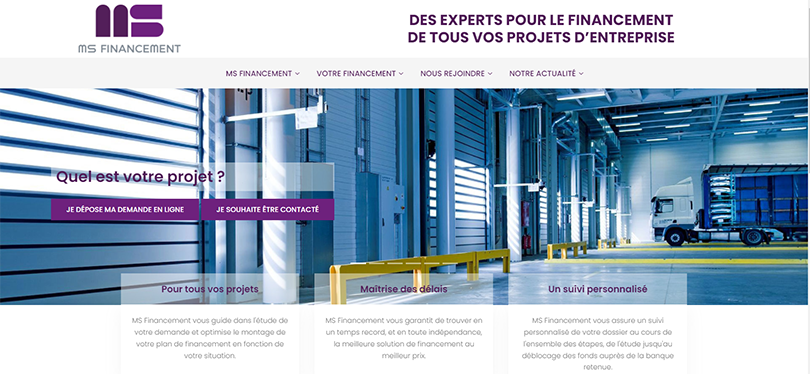 MS FINANCEMENT
DES EXPERTS POUR LE FINANCEMENT
DE TOUS VOS PROJETS D'ENTREPRISE
MS FINANCEMENT
VOTRE FINANCEMENT
NOUS REJOINDRE
NOTRE ACTUALITÉ
Quel est votre projet ?
JE DÉPOSE MA DEMANDE EN LIGNE
JE SOUHAITE ÊTRE CONTACTÉ
Pour tous vos projets
MS Financement vous guide dans l'étude de
votre demande et optimise le montage de
votre plan de financement en fonction de
votre situation.
Maîtrise des délais
MS Financement vous garantit de trouver en
un temps record, et en toute indépendance,
la meilleure solution de financement au
meilleur prix.
Un suivi personnalisé
MS Financement vous assure un suivi
personnalisé de votre dossier au cours de
l'ensemble des étapes, de l'étude jusqu'au
déblocage des fonds auprès de la banque
retenue.